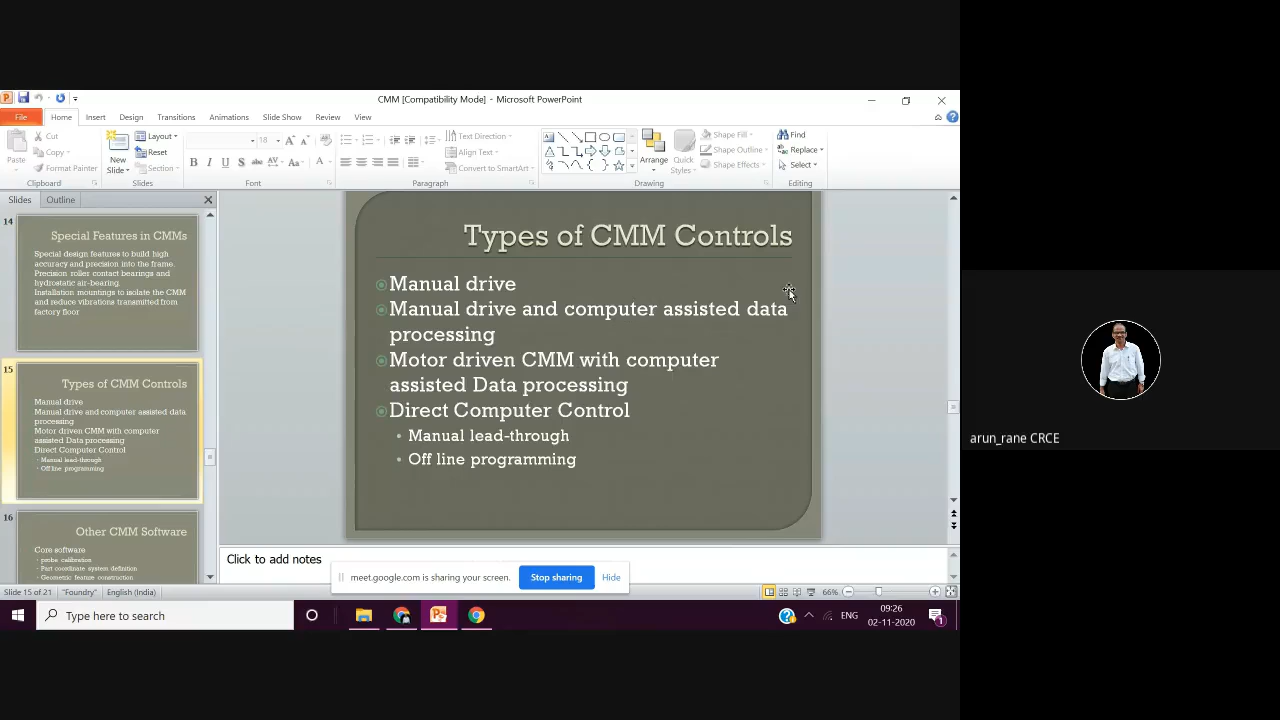 CMM [Compatibility Mode] - Microsoft PowerPoint
File Home Insert Design Transitions Animations Slide Show Review View
Paste
Cut
Copy
Format Painter
Clipboard
New
Slide
Layout
Reset
Section
Slides
18
B I U S abc AV Aa A
Font
Text Direction
Align Text
Convert to SmartArt
Paragraph
Arrange
Quick
Styles
Shape Fill
Shape Outline
Shape Effects
Drawing
Find
Replace
Select
Editing
Slides Outline
14
Special Features in CMMs
Special design features to build high
accuracy and precision into the frame.
Precision roller contact bearings and
hydrostatic air-bearing.
Installation mountings to isolate the CMM
and reduce vibrations transmitted from
factory floor
15
Types of CMM Controls
Manual drive
Manual drive and computer assisted data
processing
Motor driven CMM with computer
assisted Data processing
Direct Computer Control
• Manual lead-through
• Off line programming
16
Other CMM Software
Core software
• probe calibration
• Part coordinate system definition
• Geometric feature construction
Types of CMM Controls
Manual drive
Manual drive and computer assisted data
processing
Motor driven CMM with computer
assisted Data processing
Direct Computer Control
• Manual lead-through
• Off line programming
Click to add notes
meet.google.com is sharing your screen. Stop sharing Hide
Slide 15 of 21 "Foundry" English (India) 66%
Type here to search
ENG
09:26
02-11-2020
1
arun_rane CRCE